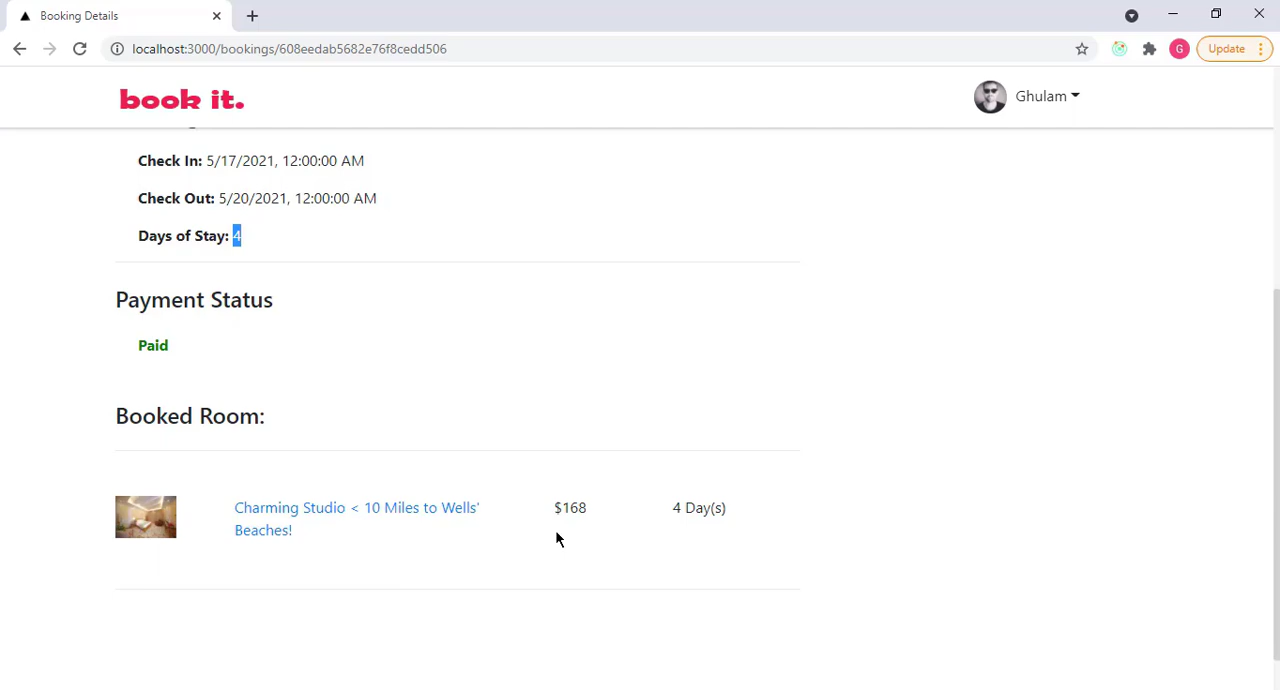 Booking Details
localhost:3000/bookings/608eedab5682e76f8cedd506
G
Update
book it.
Ghulam
Check In: 5/17/2021, 12:00:00 AM
Check Out: 5/20/2021, 12:00:00 AM
Days of Stay: 4
Payment Status
Paid
Booked Room:
Charming Studio < 10 Miles to Wells' $168 4 Day(s)
Beaches!